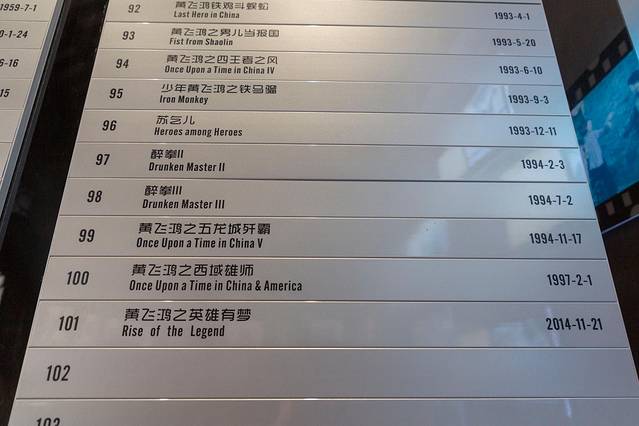 1959-7-1
0-1-24
6-16
15
92
黄飞鸿铁鸡斗蜈蚣
Last Hero in China
1993-4-1
93
黄飞鸿之男儿当报国
Fist from Shaolin
1993-5-20
94
黄飞鸿之四王者之风
Once Upon a Time in China IV
1993-6-10
95
少年黄飞鸿之铁马骝
Iron Monkey
1993-9-3
96
苏乞儿
Heroes among Heroes
1993-12-11
97
醉拳II
Drunken Master II
1994-2-3
98
醉拳III
Drunken Master III
1994-7-2
99
黄飞鸿之五龙城歼霸
Once Upon a Time in China V
1994-11-17
100
黄飞鸿之西域雄师
Once Upon a Time in China & America
1997-2-1
101
黄飞鸿之英雄有梦
Rise of the Legend
2014-11-21
102
103